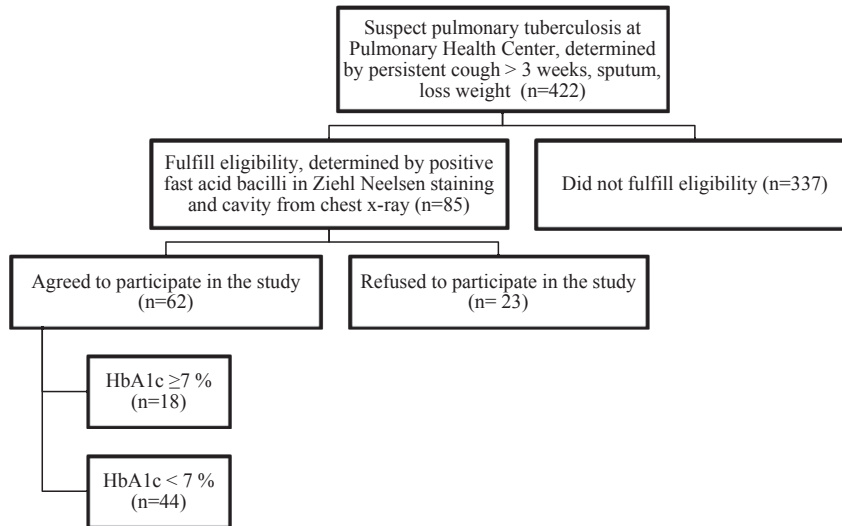 Suspect pulmonary tuberculosis at
Pulmonary Health Center, determined
by persistent cough > 3 weeks, sputum,
loss weight (n=422)
Fulfill eligibility, determined by positive
fast acid bacilli in Ziehl Neelsen staining
and cavity from chest x-ray (n=85)
Did not fulfill eligibility (n=337)
Agreed to participate in the study
(n=62)
Refused to participate in the study
(n= 23)
HbA1c ≥7 %
(n=18)
HbA1c < 7 %
(n=44)